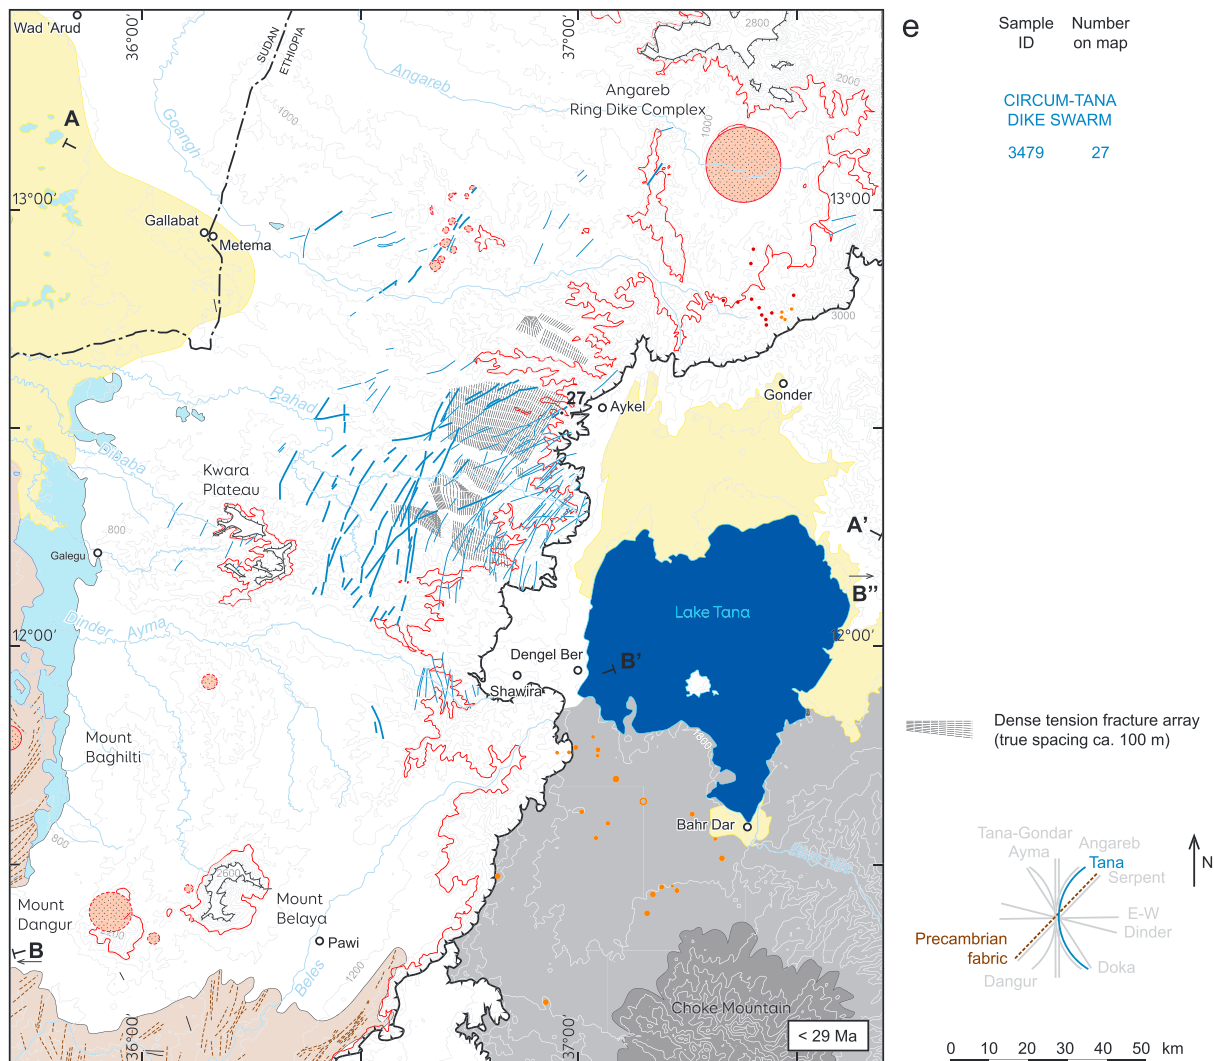 Wad 'Arud
36°00'
SUDAN
ETHIOPIA
37°00'
2800
e
Sample
ID
Number
on map
Angareb
Angareb
Ring Dike Complex
2000
CIRCUM-TANA
DIKE SWARM
3479
27
A
Goangh
1000
1000
13°00'
13°00'
Gallabat
Metema
3000
Rahad
27
Aykel
Gonder
Dicaba
Kwara
Plateau
800
Galegu
A'
B''
Lake Tana
Dinder
Ayma
12°00'
12°00'
Dengel Ber
B'
Shawira
Mount
Baghilti
1800
Dense tension fracture array
(true spacing ca. 100 m)
800
Bahr Dar
Tana-Gondar
Ayma
Angareb
Tana
Serpent
N
2600
Mount
Dangur
Mount
Belaya
E-W
Dinder
Precambrian
fabric
Dangur
Doka
B
Pawi
Beles
1200
Choke Mountain
< 29 Ma
36°00'
37°00'
0 10 20 30 40 50 km